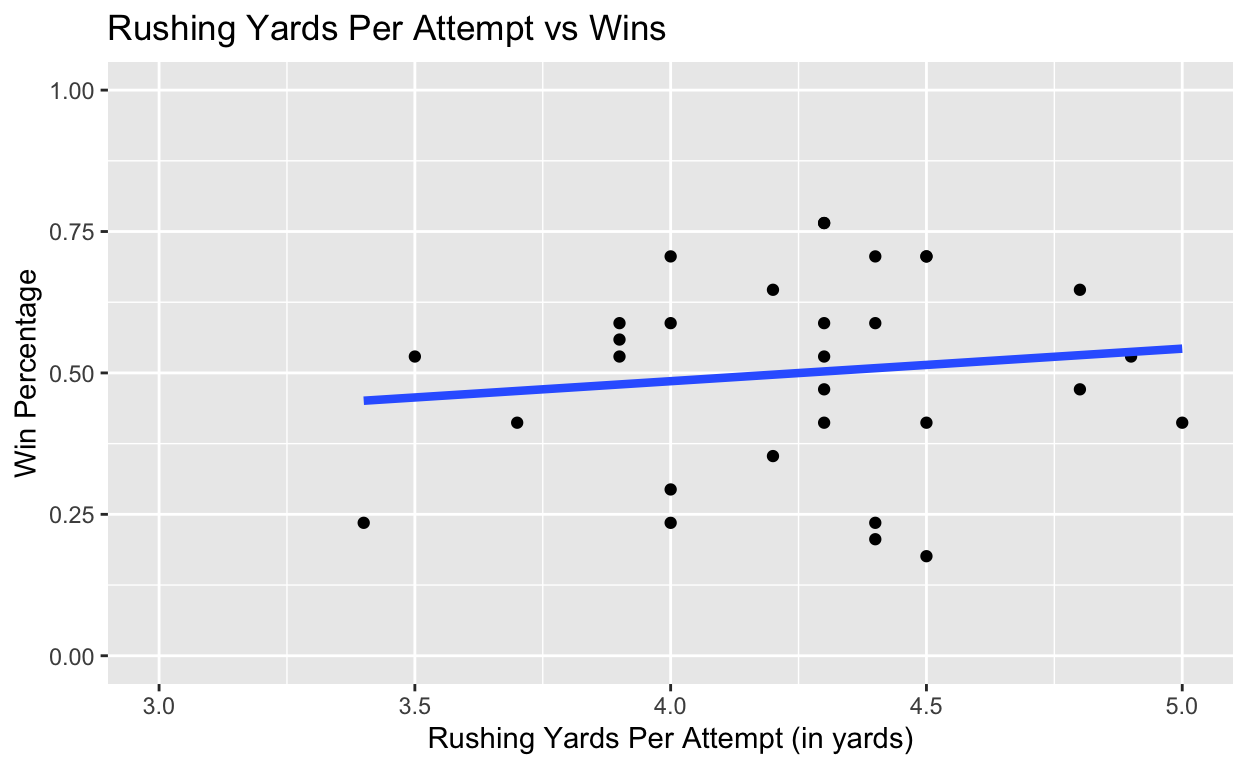 Rushing Yards Per Attempt vs Wins
1.00
0.75
0.50
0.25
0.00
Win Percentage
3.0 3.5 4.0 4.5 5.0
Rushing Yards Per Attempt (in yards)